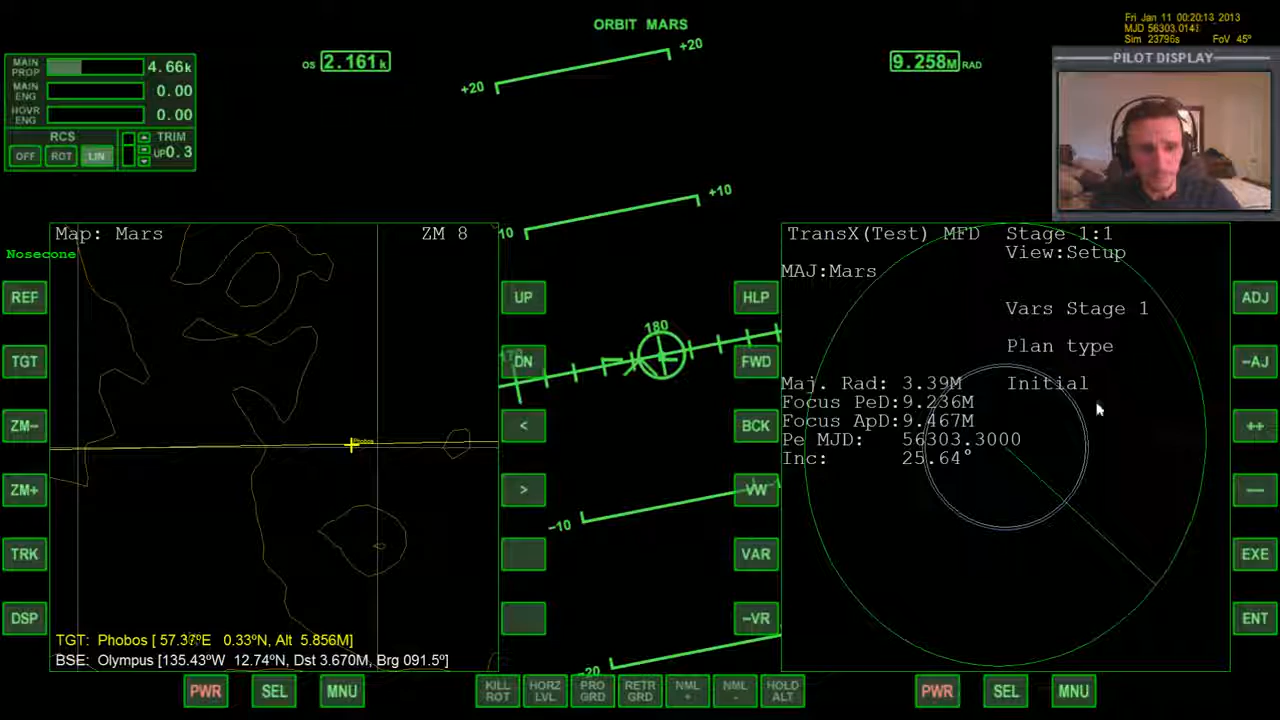 ORBIT MARS
Fri Jan 11 00:20:13 2013
MJD 56303.0141
Sim 23796s FoV 45°
PILOT DISPLAY
MAIN PROP 4.66k
MAIN ENG 0.00
HOVR ENG 0.00
RCS TRIM
OFF ROT LIN UP 0.3
OS 2.161k
9.258M RAD
+20 +20
10 +10
180
170
-10
-20
Nosecone
Map: Mars ZM 8
Phobos
TGT: Phobos [ 57.37°E 0.33°N, Alt 5.856M]
BSE: Olympus [135.43°W 12.74°N, Dst 3.670M, Brg 091.5°]
REF
TGT
ZM-
ZM+
TRK
DSP
UP
DN
<
>
PWR SEL MNU
KILL ROT
HORZ LVL
PRO GRD
RETR GRD
NML +
NML -
HOLD ALT
TransX(Test) MFD Stage 1:1
View:Setup
MAJ:Mars
Vars Stage 1
Plan type
Maj. Rad: 3.39M Initial
Focus PeD:9.236M
Focus ApD:9.467M
Pe MJD: 56303.3000
Inc: 25.64°
HLP
FWD
BCK
VW
VAR
-VR
ADJ
-AJ
++
--
EXE
ENT
PWR SEL MNU